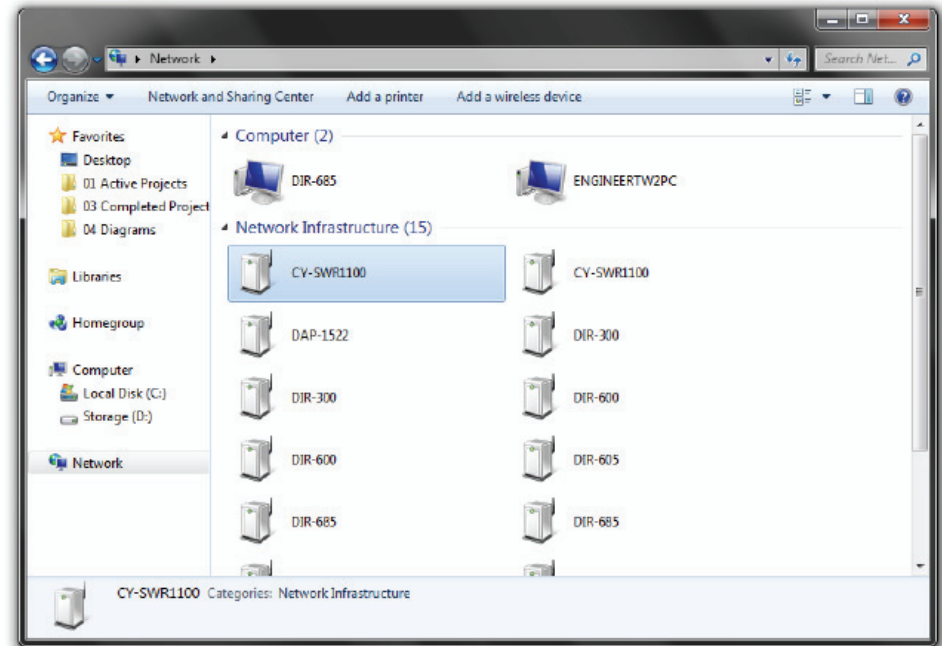 Network
Search Net...
Organize Network and Sharing Center Add a printer Add a wireless device
Favorites
Desktop
01 Active Projects
03 Completed Project
04 Diagrams
Libraries
Homegroup
Computer
Local Disk (C:)
Storage (D:)
Network
Computer (2)
DIR-685 ENGINEERTW2PC
Network Infrastructure (15)
CY-SWR1100 CY-SWR1100
DAP-1522 DIR-300
DIR-300 DIR-600
DIR-600 DIR-605
DIR-685 DIR-685
CY-SWR1100 Categories: Network Infrastructure